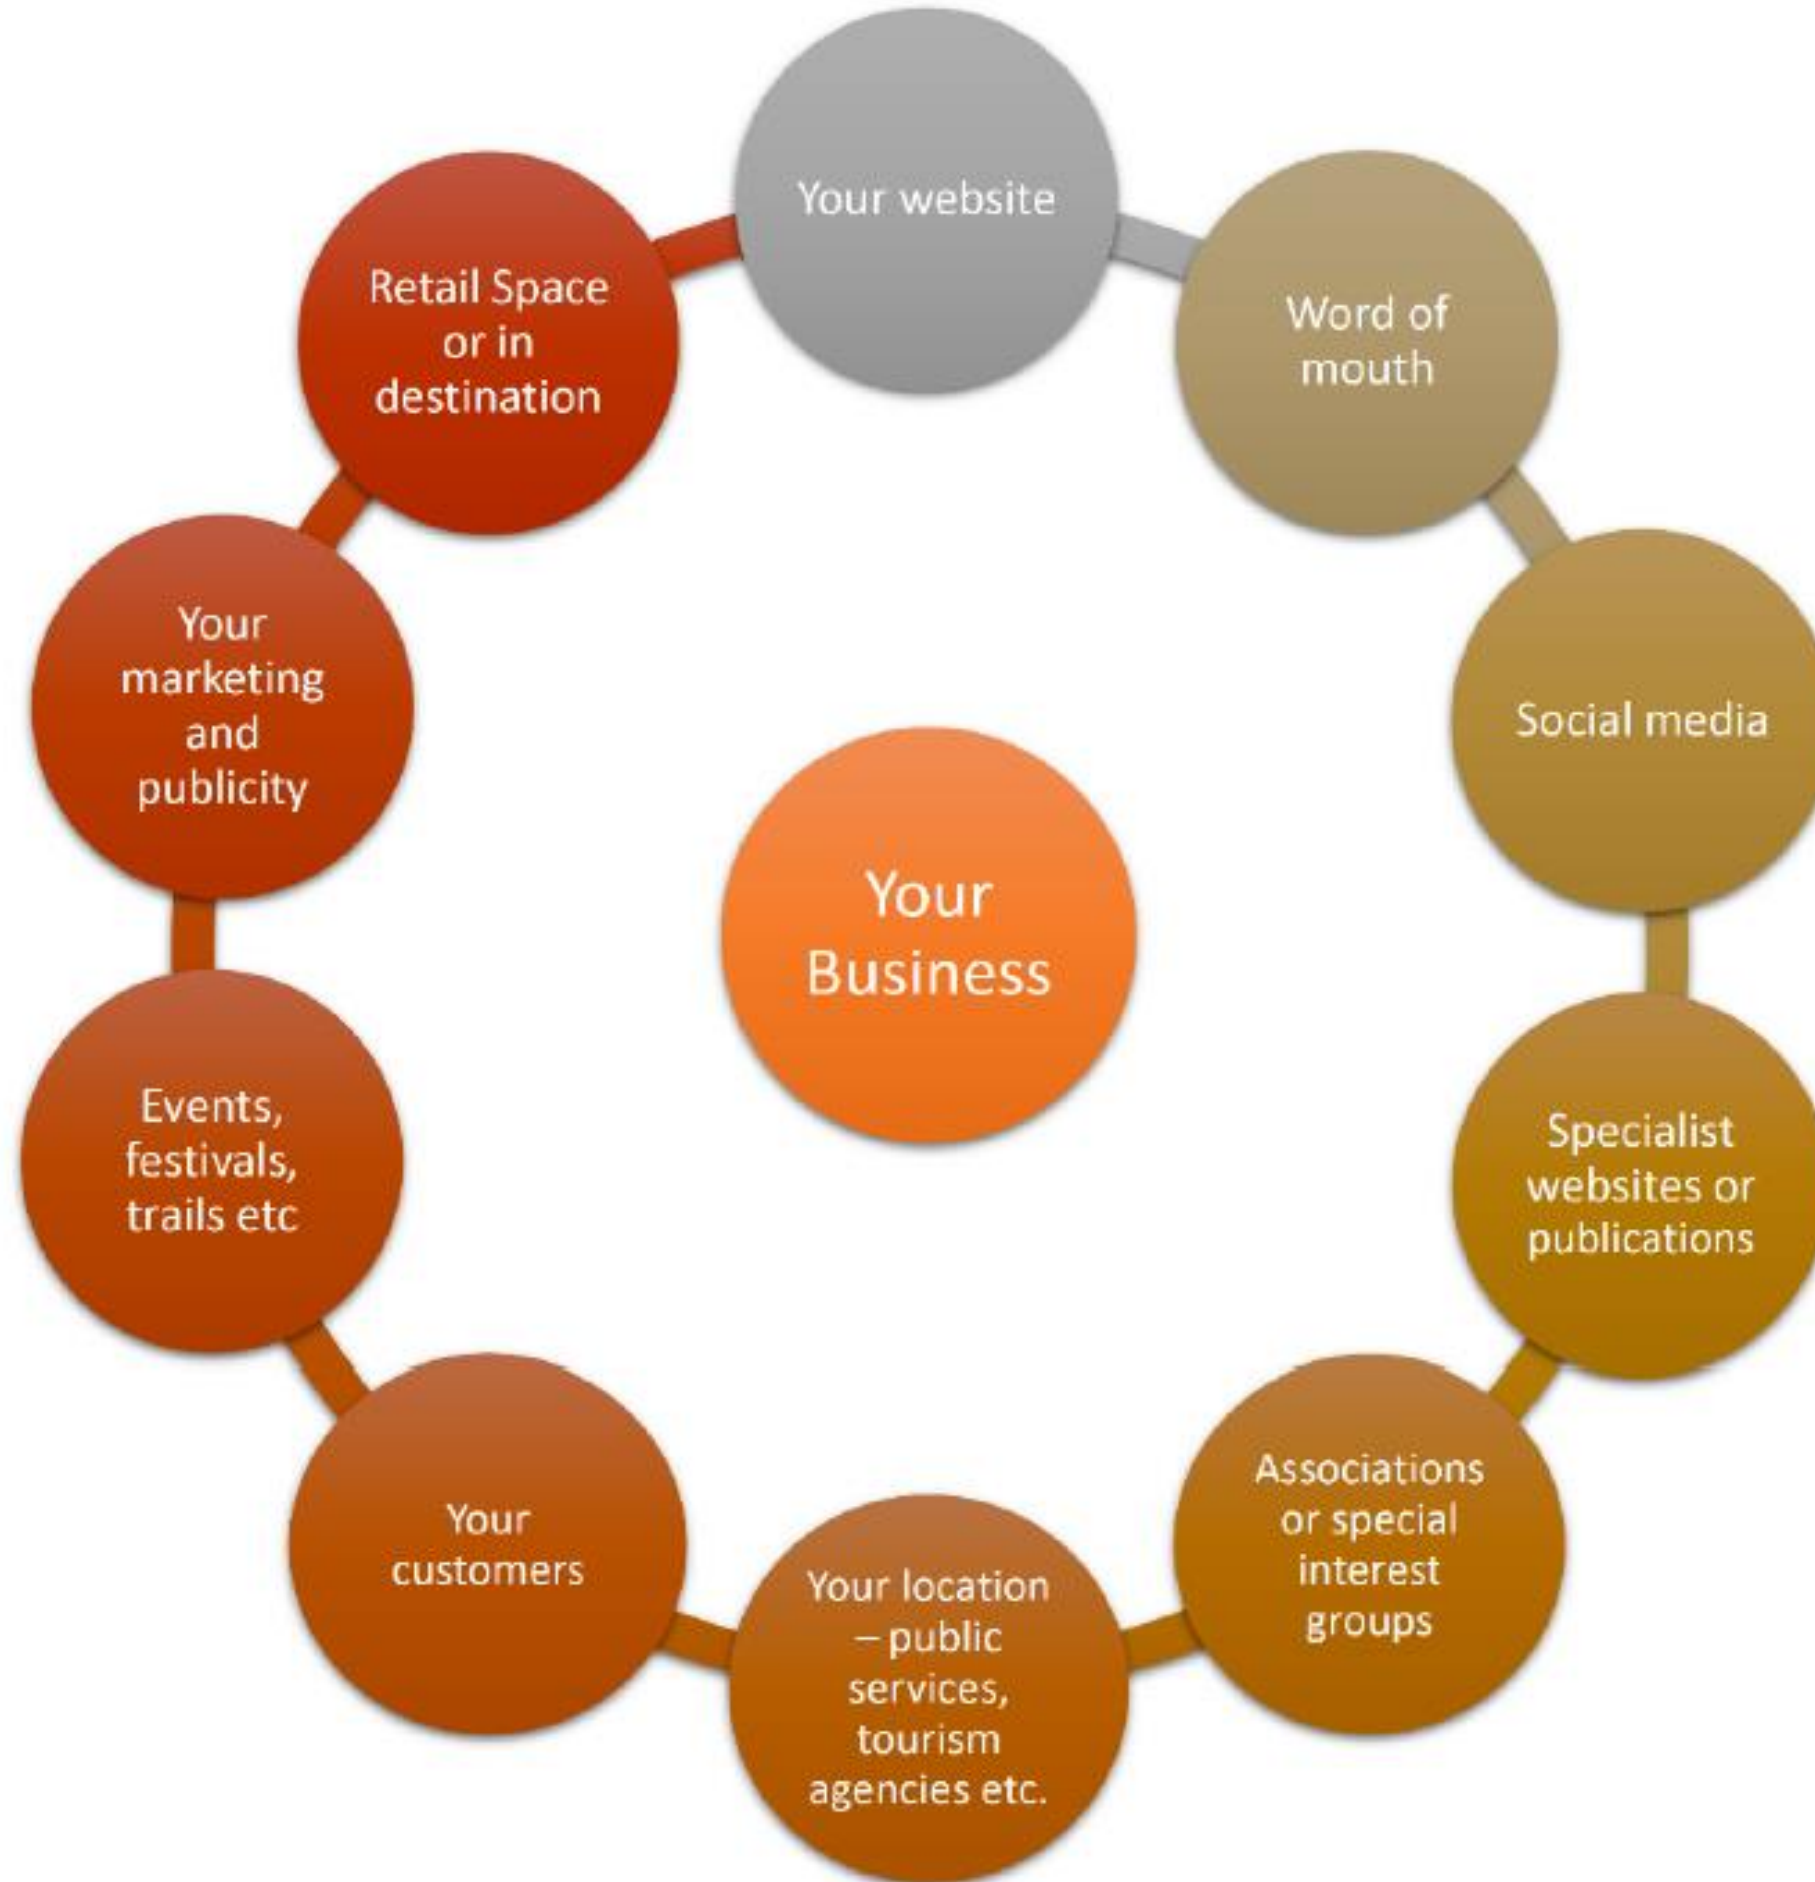 Your website
Word of
mouth
Social media
Specialist
websites or
publications
Associations
or special
interest
groups
Your location
– public
services,
tourism
agencies etc.
Your
customers
Events,
festivals,
trails etc
Your
marketing
and
publicity
Retail Space
or in
destination
Your
Business